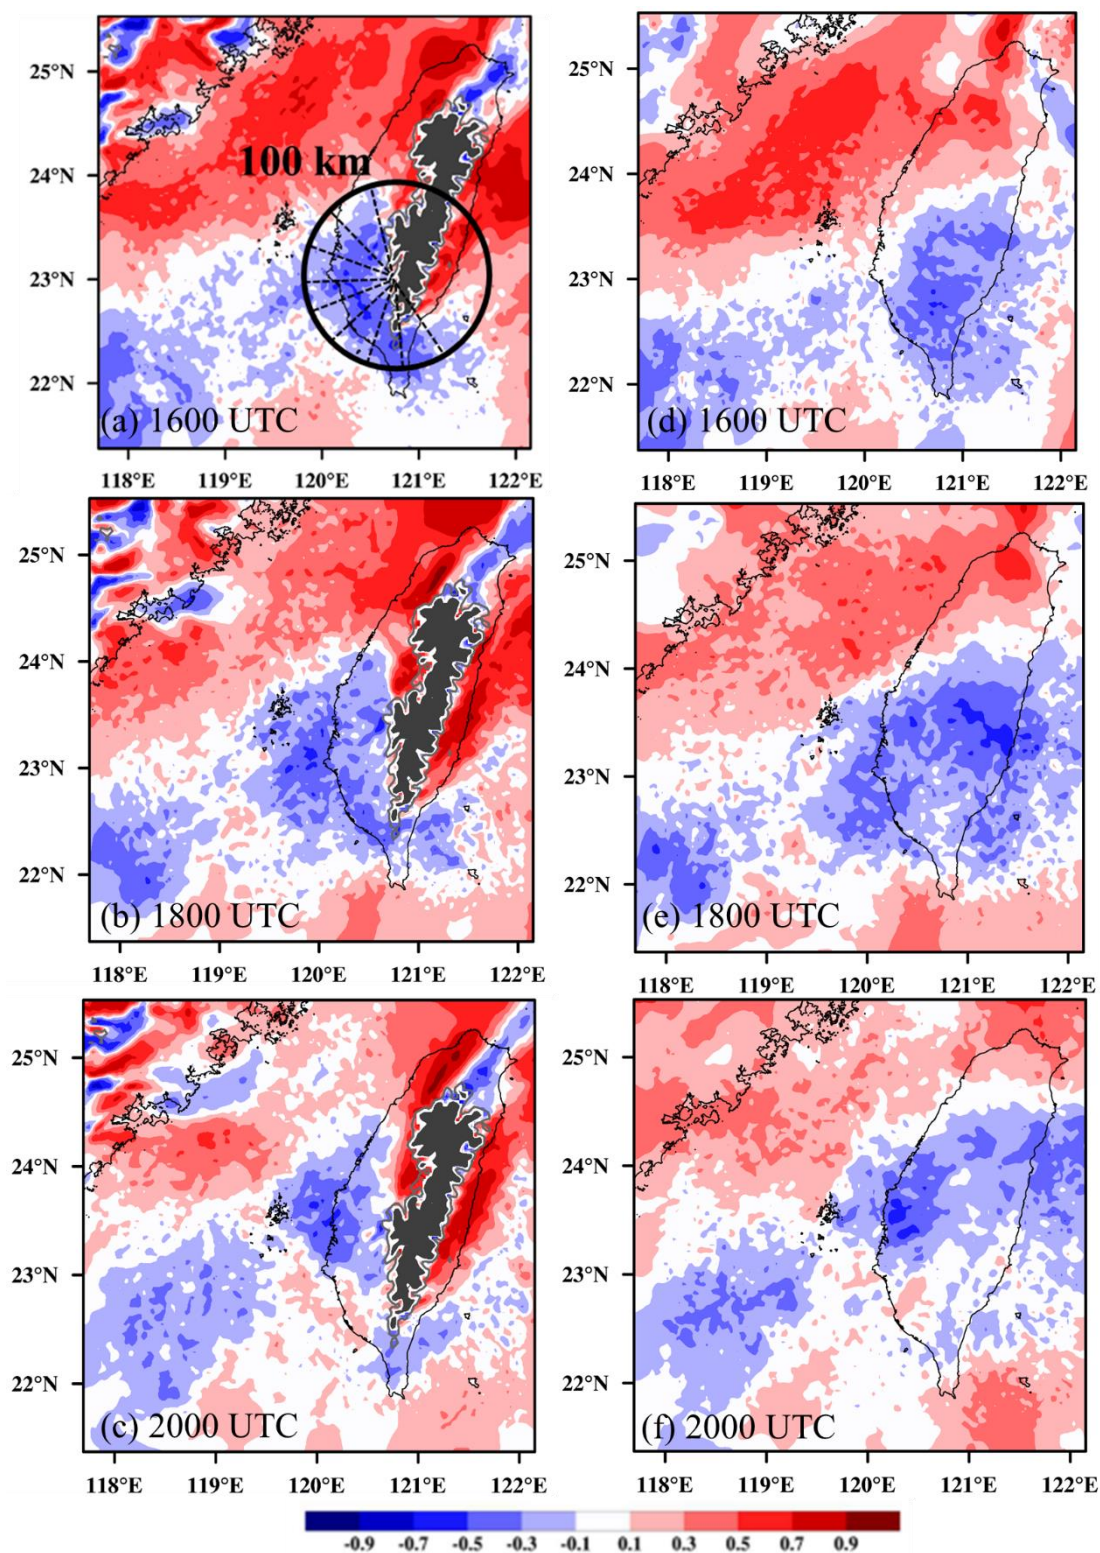 25°N
24°N
23°N
22°N
100 km
(a) 1600 UTC
118°E 119°E 120°E 121°E 122°E
25°N
24°N
23°N
22°N
(d) 1600 UTC
118°E 119°E 120°E 121°E 122°E
25°N
24°N
23°N
22°N
(b) 1800 UTC
118°E 119°E 120°E 121°E 122°E
25°N
24°N
23°N
22°N
(e) 1800 UTC
118°E 119°E 120°E 121°E 122°E
25°N
24°N
23°N
22°N
(c) 2000 UTC
118°E 119°E 120°E 121°E 122°E
25°N
24°N
23°N
22°N
(f) 2000 UTC
118°E 119°E 120°E 121°E 122°E
-0.9 -0.7 -0.5 -0.3 -0.1 0.1 0.3 0.5 0.7 0.9